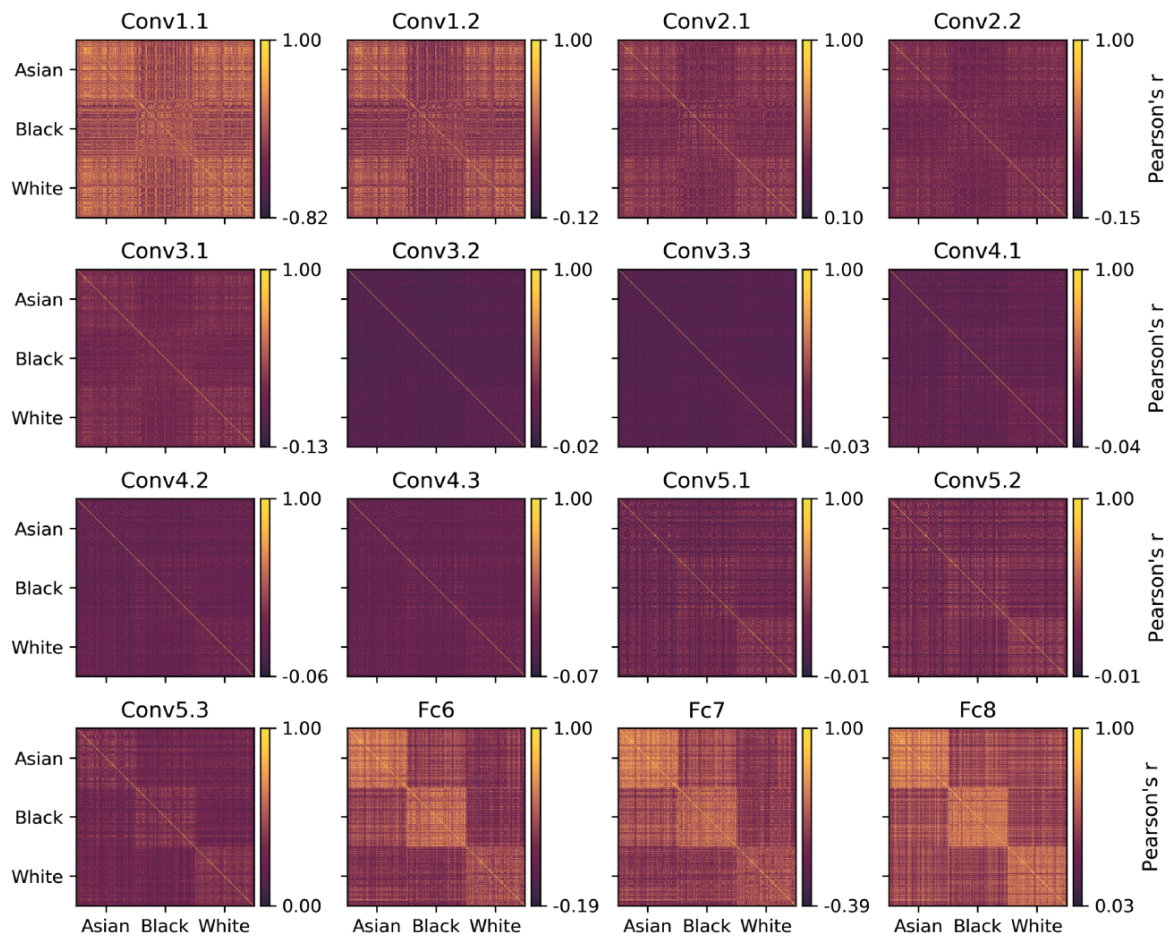 Conv1.1 Conv1.2 Conv2.1 Conv2.2
1.00 1.00 1.00 1.00
Asian
Black
White
Pearson's r
-0.82 -0.12 0.10 -0.15
Conv3.1 Conv3.2 Conv3.3 Conv4.1
1.00 1.00 1.00 1.00
Asian
Black
White
Pearson's r
-0.13 -0.02 -0.03 -0.04
Conv4.2 Conv4.3 Conv5.1 Conv5.2
1.00 1.00 1.00 1.00
Asian
Black
White
Pearson's r
-0.06 -0.07 -0.01 -0.01
Conv5.3 Fc6 Fc7 Fc8
1.00 1.00 1.00 1.00
Asian
Black
White
Pearson's r
0.00 -0.19 -0.39 0.03
Asian Black White Asian Black White Asian Black White Asian Black White